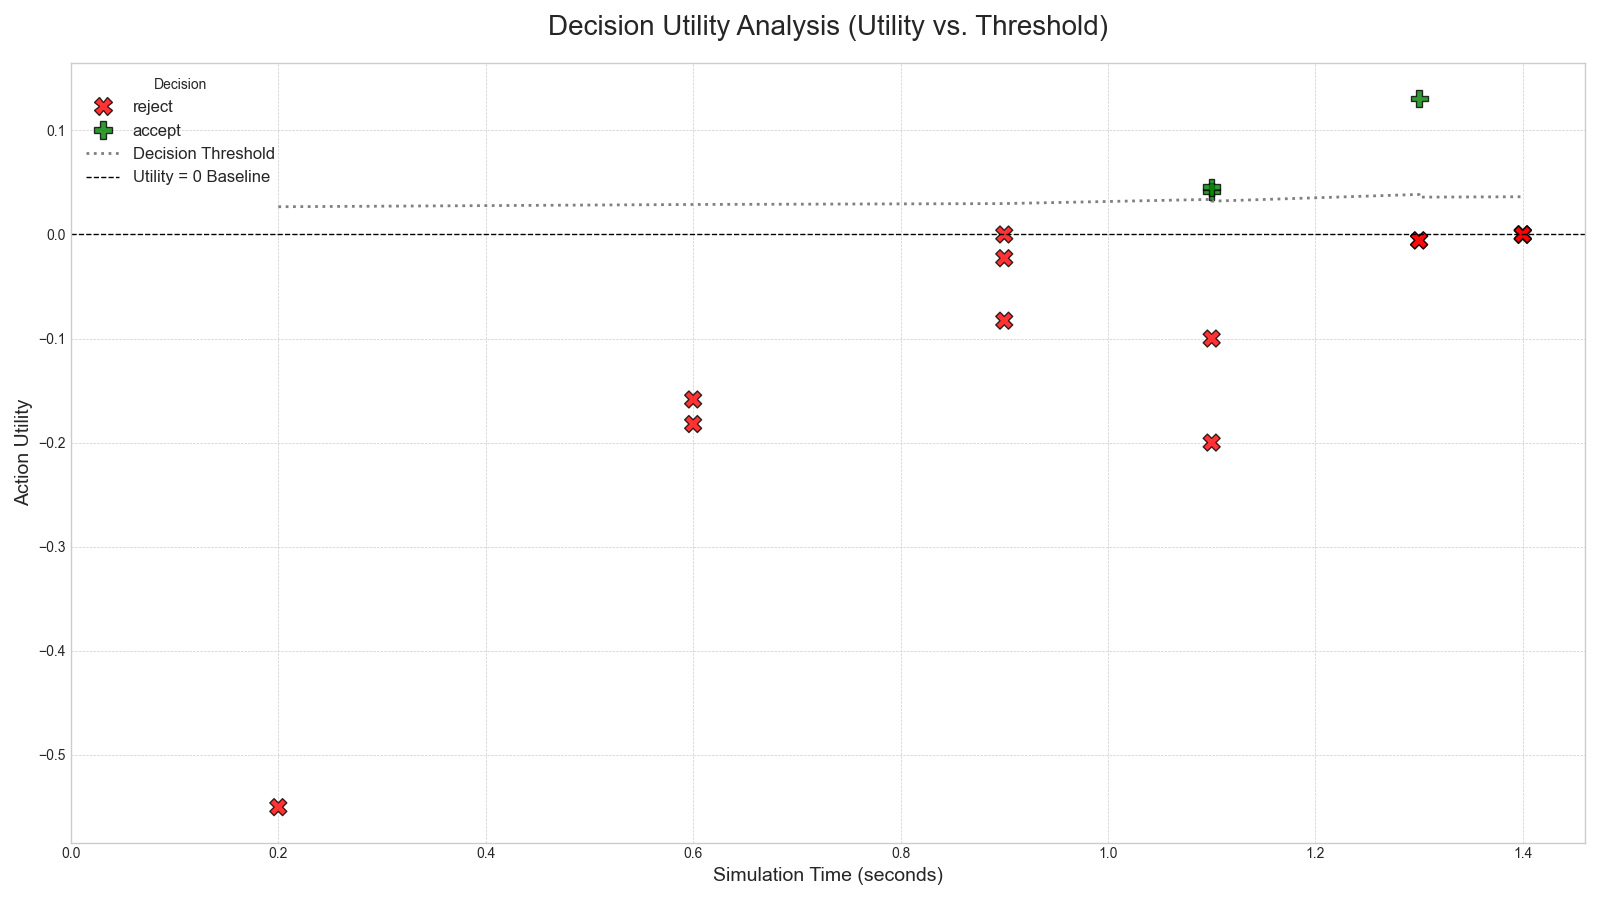 Decision Utility Analysis (Utility vs. Threshold)
Decision
reject
accept
Decision Threshold
Utility = 0 Baseline
Action Utility
0.1
0.0
−0.1
−0.2
−0.3
−0.4
−0.5
0.0 0.2 0.4 0.6 0.8 1.0 1.2 1.4
Simulation Time (seconds)